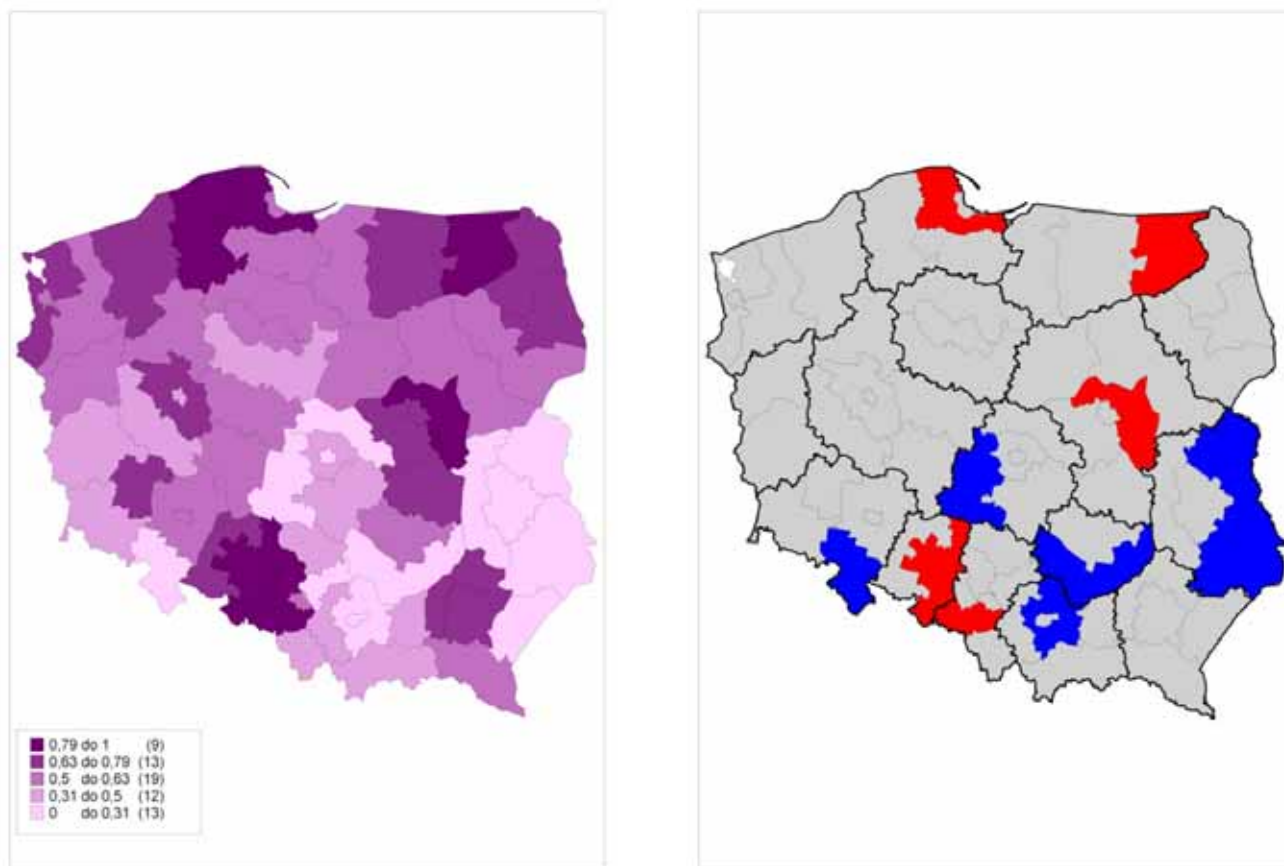 0,79 do 1 (9)
0,63 do 0,79 (13)
0,5 do 0,63 (19)
0,31 do 0,5 (12)
0 do 0,31 (13)